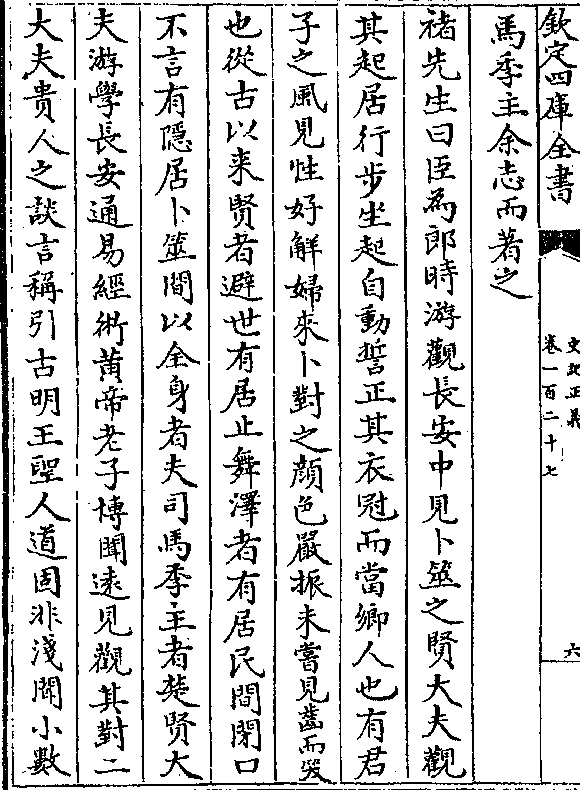 欽定四庫全書
史記正義
卷一百二十七
六
馬季主余志而著之
褚先生曰臣為郎時游觀長安中見卜筮之賢大夫觀
其起居行步坐起自動誓正其衣冠而當鄉人也有君
子之風見性好解婦來卜對之顔色嚴振未嘗見齒而笑
也從古以來賢者避世有居止舞澤者有居民間閉口
不言有隱居卜筮間以全身者夫司馬季主者楚賢大
夫游學長安通易經術黄帝老子博聞遠見觀其對二
大夫貴人之談言稱引古明王聖人道固非淺聞小數